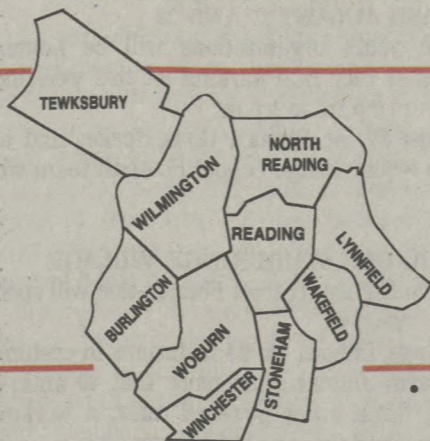 TEWKSBURY
WILMINGTON
NORTH
READING
READING
LYNNFIELD
BURLINGTON
WOBURN
WAKEFIELD
STONEHAM
WINCHESTER